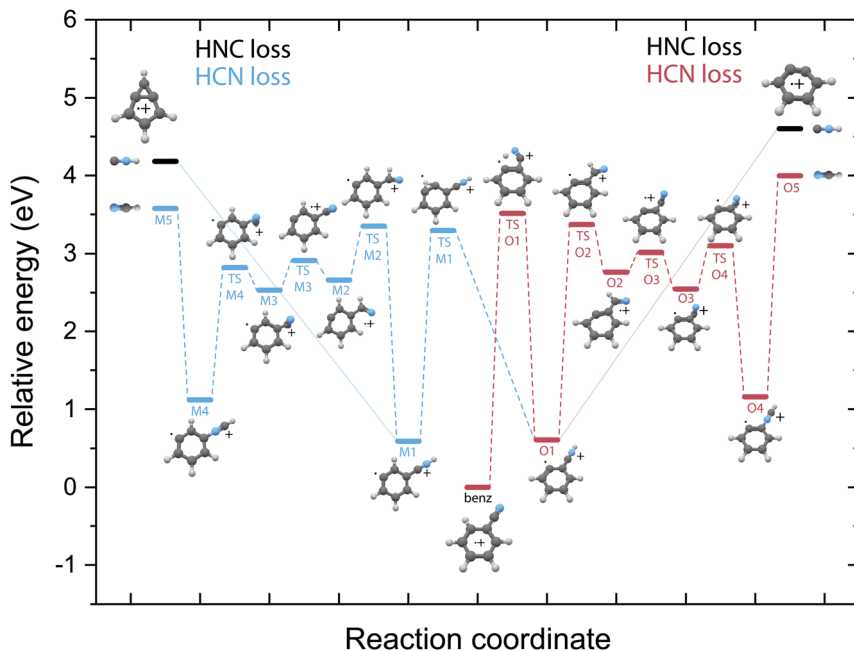 HNC loss
HCN loss
HNC loss
HCN loss
6
5
4
3
2
1
0
-1
Relative energy (eV)
Reaction coordinate
M5
TS
M4
M4
M3
TS
M3
M2
TS
M2
M1
TS
M1
benz
TS
O1
O1
TS
O2
O2
TS
O3
O3
TS
O4
O4
O5
·+
+
+
·+
·+
+
+
+
·+
+
+
·+
+
+
·+
·+
+
+
+
·+